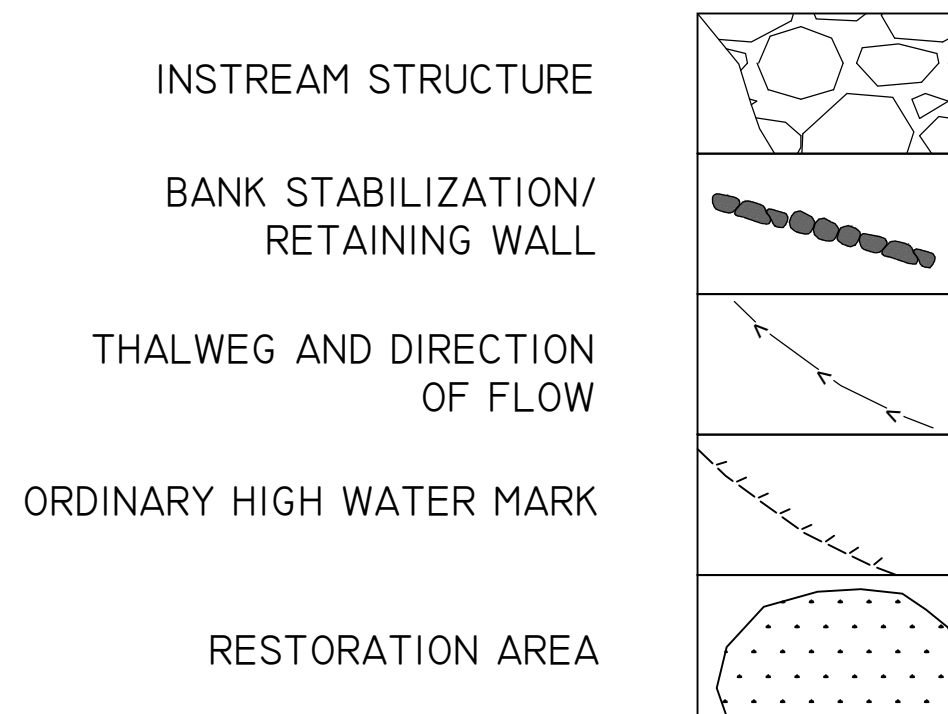 INSTREAM STRUCTURE
BANK STABILIZATION/
RETAINING WALL
THALWEG AND DIRECTION
OF FLOW
ORDINARY HIGH WATER MARK
RESTORATION AREA